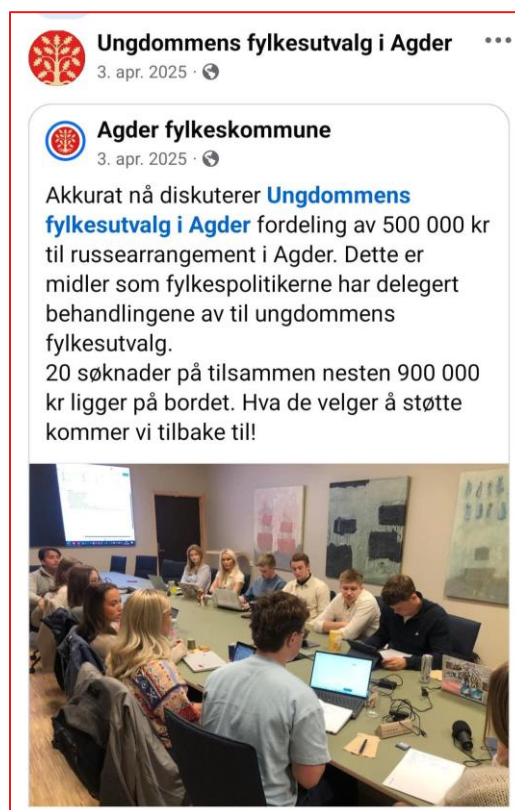 Ungdommens fylkesutvalg i Agder
3. apr. 2025 ·
Agder fylkeskommune
3. apr. 2025 ·
Akkurat nå diskuterer Ungdommens
fylkesutvalg i Agder fordeling av 500 000 kr
til russearrangement i Agder. Dette er
midler som fylkespolitikerne har delegert
behandlingene av til ungdommens
fylkesutvalg.
20 søknader på tilsammen nesten 900 000
kr ligger på bordet. Hva de velger å støtte
kommer vi tilbake til!